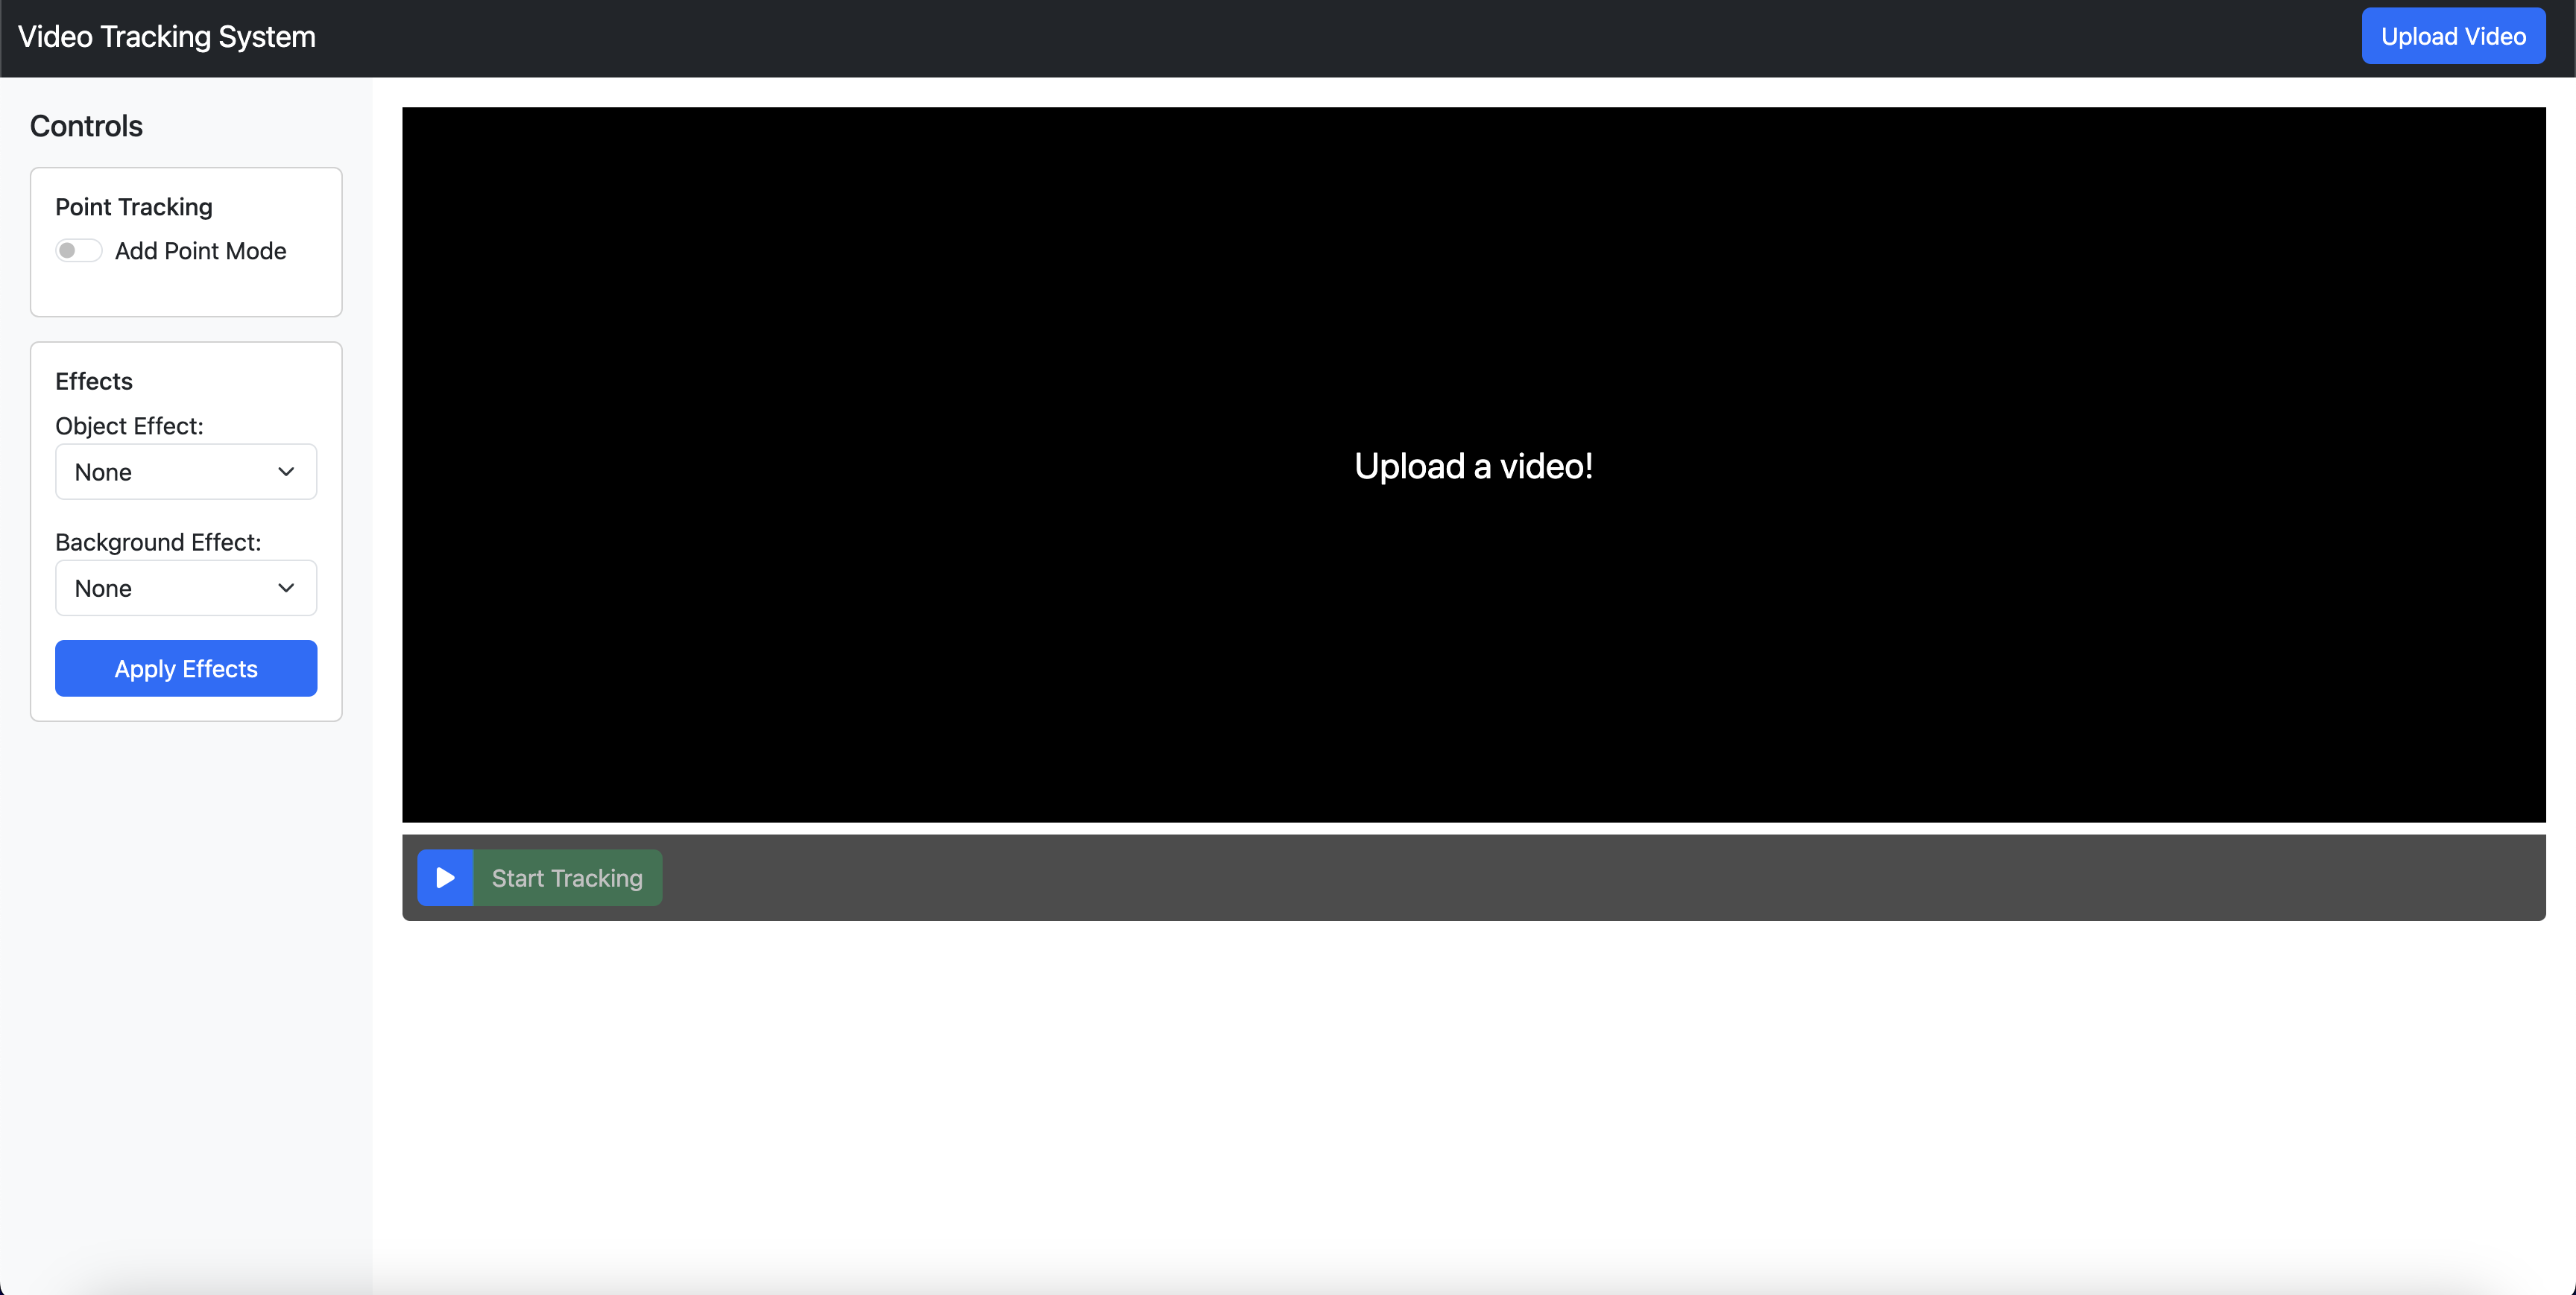 Video Tracking System
Upload Video
Controls
Point Tracking
Add Point Mode
Effects
Object Effect:
None
Background Effect:
None
Apply Effects
Upload a video!
Start Tracking